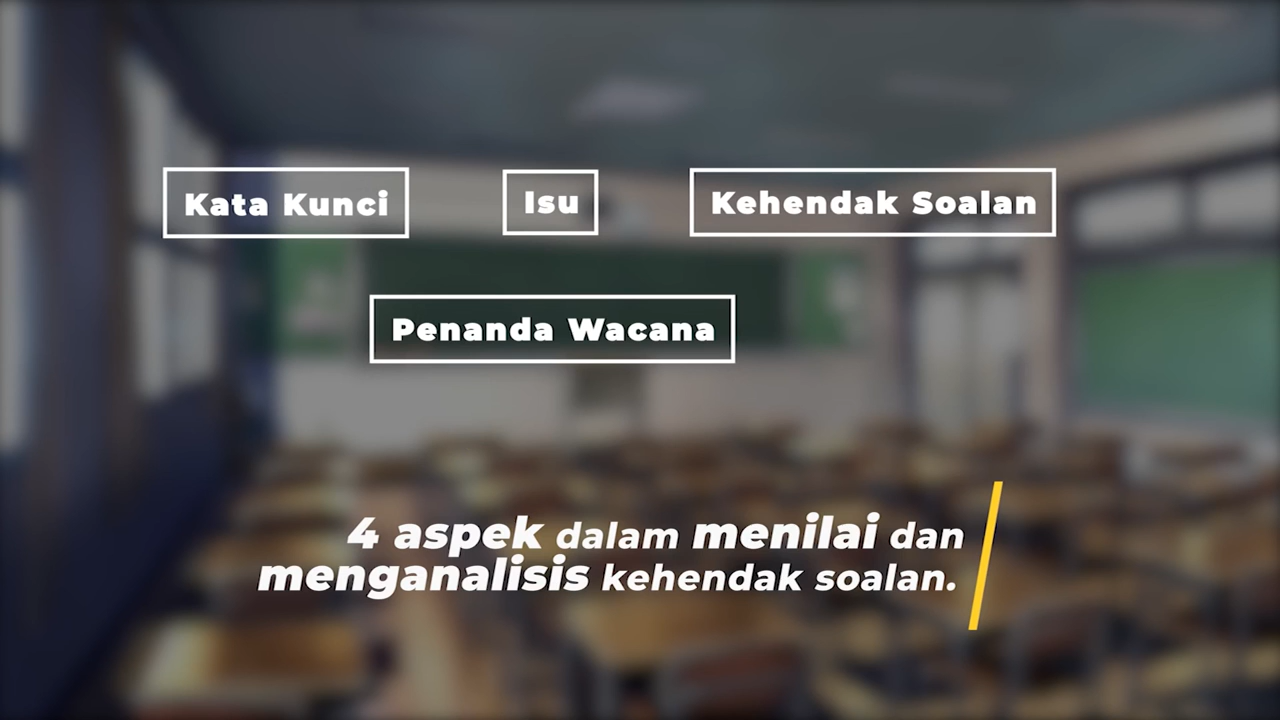 Kata Kunci
Isu
Kehendak Soalan
Penanda Wacana
4 aspek dalam menilai dan
menganalisis kehendak soalan.